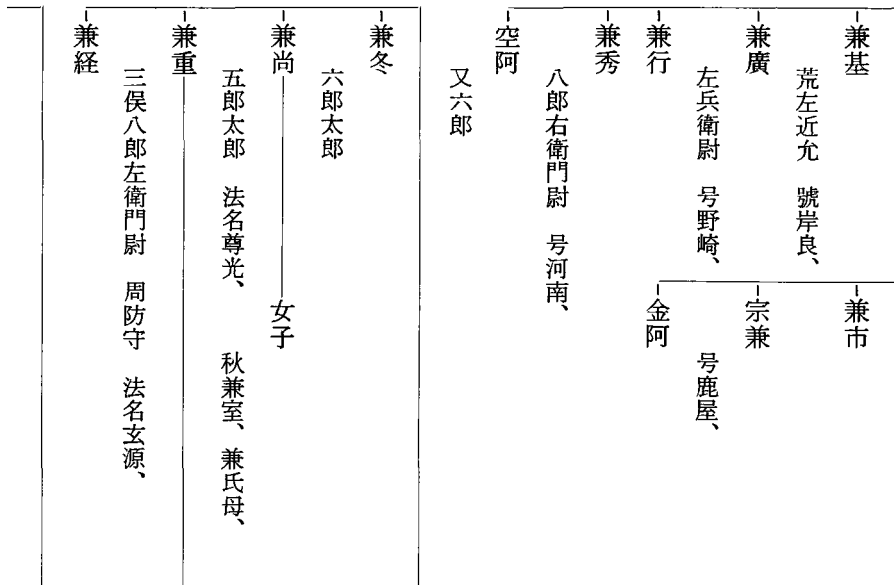 兼基　兼市
荒左近允　號岸良、
兼廣　宗兼
左兵衛尉　号野崎、　号鹿屋、
兼行　金阿
兼秀
八郎右衛門尉　号河南、
空阿
又六郎
兼冬
六郎太郎
兼尚　女子
五郎太郎　法名尊光、　秋兼室、兼氏母、
兼重
三俣八郎左衛門尉　周防守　法名玄源、
兼経